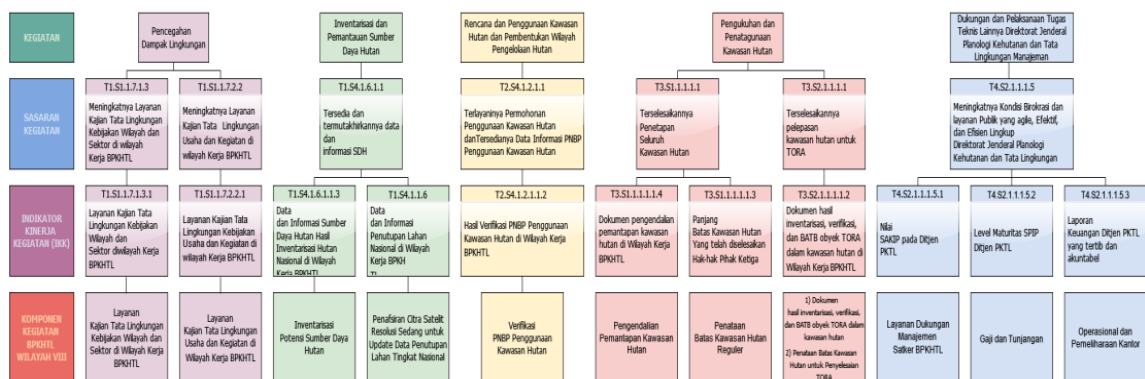 KEGIATAN
Pencegahan
Dampak Lingkungan
Inventarisasi dan
Pemantauan Sumber
Daya Hutan
Rencana dan Penggunaan Kawasan
Hutan dan Pembentukan Wilayah
Pengelolaan Hutan
Pengukuhan dan
Penatagunaan
Kawasan Hutan
Dukungan dan Pelaksanaan Tugas
Teknis Lainnya Direktorat Jenderal
Planologi Kehutanan dan Tata
Lingkungan Manajeman
SASARAN
KEGIATAN
T1.S1.1.7.1.3
Meningkatnya Layanan
Kajian Tata Lingkungan
Kebijakan Wilayah dan
Sektor di wilayah
Kerja BPKHTL
T1.S1.1.7.2.2
Meningkatnya Layanan
Kajian Tata Lingkungan
Usaha dan Kegiatan di
wilayah Kerja BPKHTL
T1.S4.1.6.1.1
Tersedia dan
termutakhirkannya data
dan
informasi SDH
T2.S4.1.2.1.1
Terlayaninya Permohonan
Penggunaan Kawasan Hutan
danTersedianya Data Informasi PNBP
Penggunaan Kawasan Hutan
T3.S1.1.1.1.1
Terselesaikannya
Penetapan
Seluruh
Kawasan Hutan
T3.S2.1.1.1.1
Terselesaikannya
pelepasan
kawasan hutan untuk
TORA
T4.S2.1.1.1.5
Meningkatnya Kondisi Birokrasi dan
layanan Publik yang agile, Efektif,
dan Efisien Lingkup
Direktorat Jenderal Planologi
Kehutanan dan Tata Lingkungan
INDIKATOR
KINERJA
KEGIATAN (IKK)
T1.S1.1.7.1.3.1
Layanan Kajian Tata
Lingkungan Kebijakan
Wilayah dan
Sektor diwilayah Kerja
BPKHTL
T1.S1.1.7.2.2.1
Layanan Kajian Tata
Lingkungan Kebijakan
Usaha dan Kegiatan di
wilayah Kerja BPKHTL
T1.S4.1.6.1.1.3
Data
dan Informasi Sumber
Daya Hutan Hasil
Inventarisasi Hutan
Nasional di Wilayah
Kerja BPKHTL
T1.S4.1.1.6
Data
dan Informasi
Penutupan Lahan
Nasional di Wilayah
Kerja BPKH
TL
T2.S4.1.2.1.1.2
Hasil Verifikasi PNBP Penggunaan
Kawasan Hutan di Wilayah Kerja
BPKHTL
T3.S1.1.1.1.1.4
Dokumen pengendalian
pemantapan kawasan
hutan di Wilayah Kerja
BPKHTL
T3.S1.1.1.1.1.3
Panjang
Batas Kawasan Hutan
Yang telah diselesaikan
Hak-hak Pihak Ketiga
T3.S2.1.1.1.1.2
Dokumen hasil
inventarisasi, verifikasi,
dan BATB obyek TORA
dalam kawasan hutan di
Wilayah Kerja BPKHTL
T4.S2.1.1.1.5.1
Nilai
SAKIP pada Ditjen
PKTL
T4.S2.1.1.1.5.2
Level Maturitas SPIP
Ditjen PKTL
T4.S2.1.1.1.5.3
Laporan
Keuangan Ditjen PKTL
yang tertib dan
akuntabel
KOMPONEN
KEGIATAN
BPKHTL
WILAYAH VIII
Layanan
Kajian Tata Lingkungan
Kebijakan Wilayah dan
Sektor di Wilayah Kerja
BPKHTL
Layanan
Kajian Tata Lingkungan
Usaha dan Kegiatan di
Wilayah Kerja BPKHTL
Inventarisasi
Potensi Sumber Daya
Hutan
Penafsiran Citra Satelit
Resolusi Sedang untuk
Update Data Penutupan
Lahan Tingkat Nasional
Verifikasi
PNBP Penggunaan
Kawasan Hutan
Pengendalian
Pemantapan Kawasan
Hutan
Penataan
Batas Kawasan Hutan
Reguler
1) Dokumen
hasil inventarisasi, verifikasi,
dan BATB obyek TORA dalam
kawasan hutan
2) Penataan Batas Kawasan
Hutan untuk Penyelesaian
TORA
Layanan Dukungan
Manajemen
Satker BPKHTL
Gaji dan Tunjangan
Operasional dan
Pemeliharaan Kantor